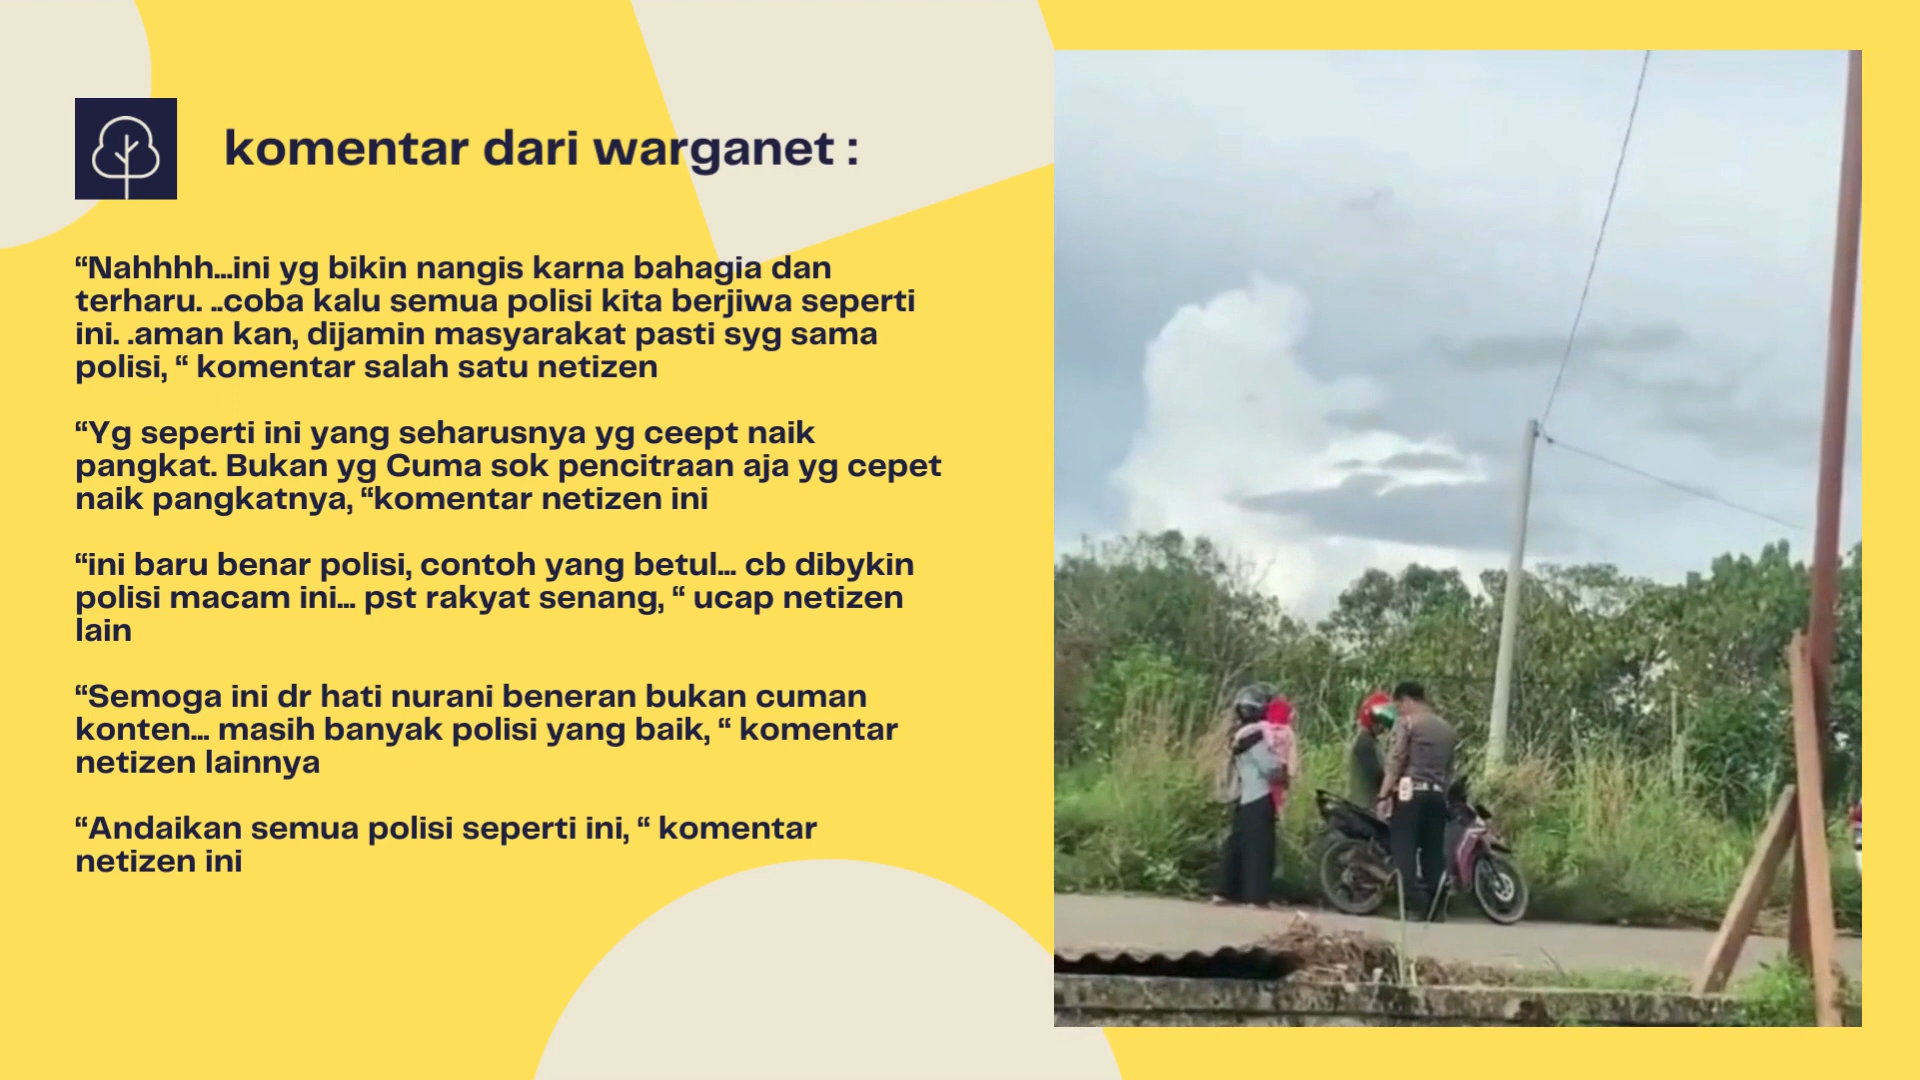 komentar dari warganet :
“Nahhhh...ini yg bikin nangis karna bahagia dan
terharu. ..coba kalu semua polisi kita berjiwa seperti
ini. .aman kan, dijamin masyarakat pasti syg sama
polisi, “ komentar salah satu netizen
“Yg seperti ini yang seharusnya yg ceept naik
pangkat. Bukan yg Cuma sok pencitraan aja yg cepet
naik pangkatnya, “komentar netizen ini
“ini baru benar polisi, contoh yang betul... cb dibykin
polisi macam ini... pst rakyat senang, “ ucap netizen
lain
“Semoga ini dr hati nurani beneran bukan cuman
konten... masih banyak polisi yang baik, “ komentar
netizen lainnya
“Andaikan semua polisi seperti ini, “ komentar
netizen ini